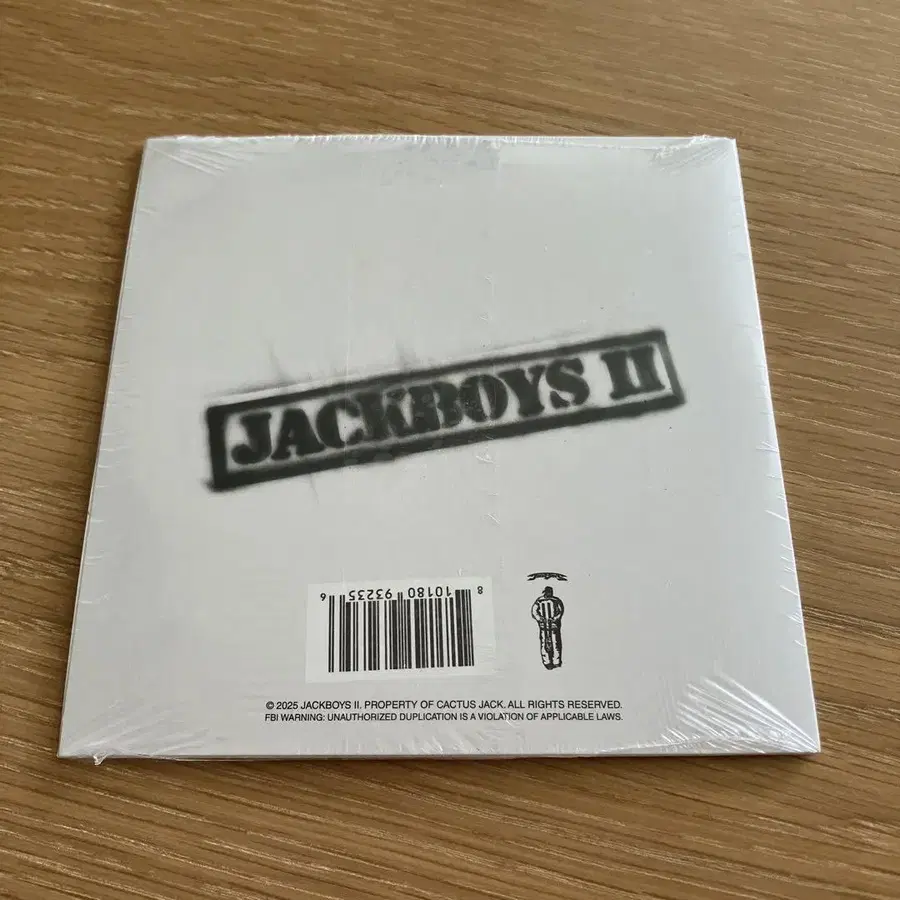 JACKBOYS II
8 10180 93235 6
© 2025 JACKBOYS II. PROPERTY OF CACTUS JACK. ALL RIGHTS RESERVED.
FBI WARNING: UNAUTHORIZED DUPLICATION IS A VIOLATION OF APPLICABLE LAWS.